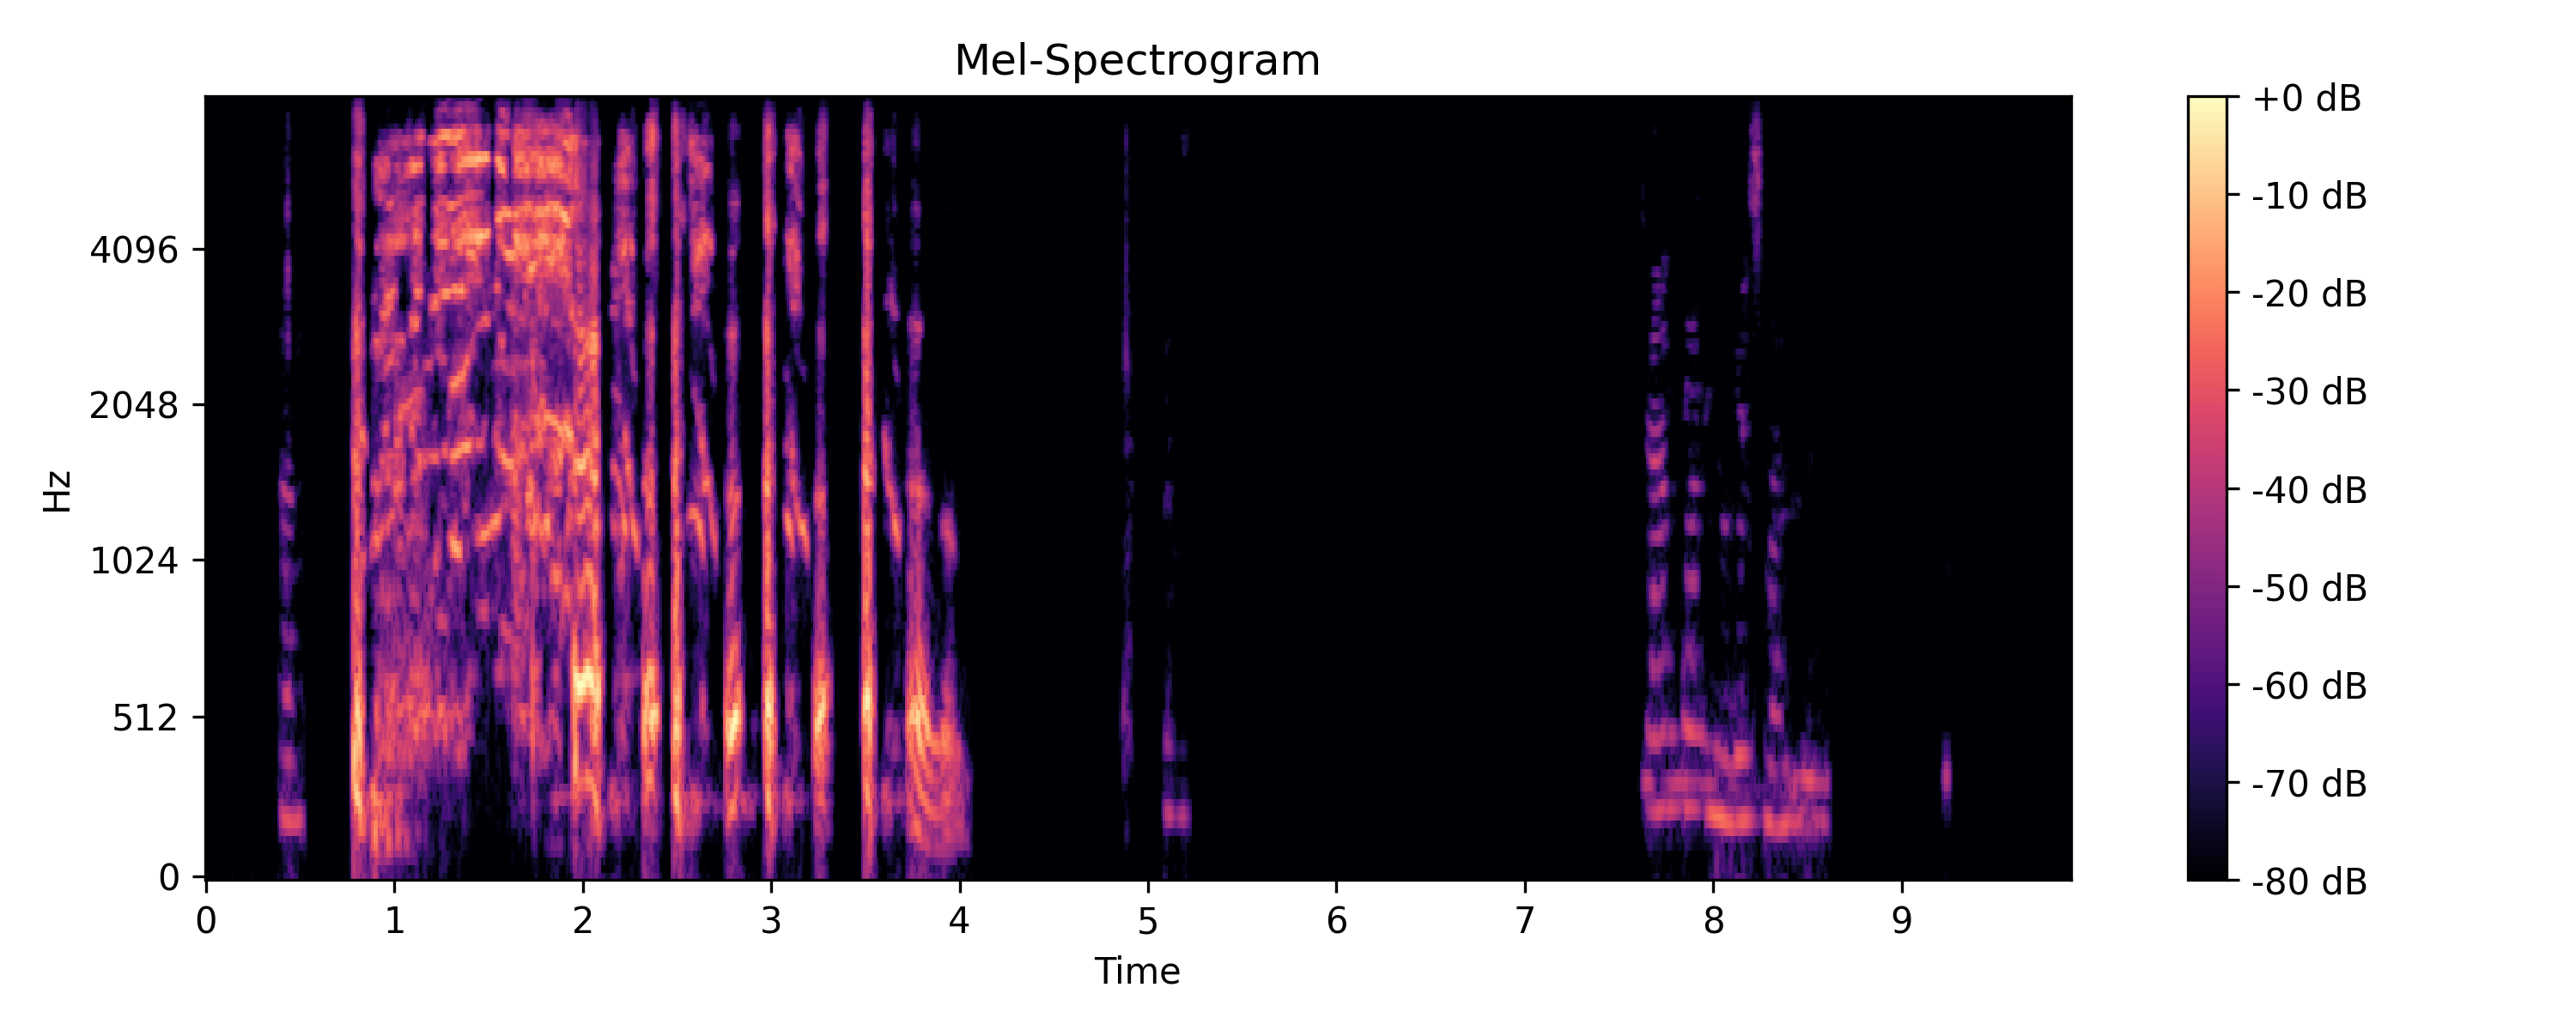 Mel-Spectrogram
+0 dB
-10 dB
-20 dB
-30 dB
-40 dB
-50 dB
-60 dB
-70 dB
-80 dB
Hz
4096
2048
1024
512
0
0 1 2 3 4 5 6 7 8 9
Time